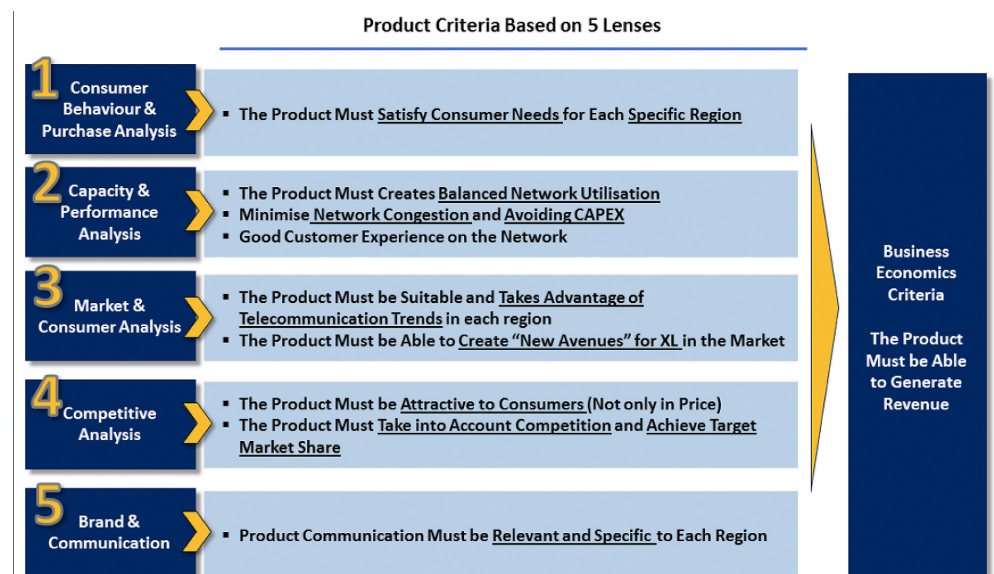 Product Criteria Based on 5 Lenses
1
Consumer
Behaviour &
Purchase Analysis
▪ The Product Must Satisfy Consumer Needs for Each Specific Region
2
Capacity &
Performance
Analysis
▪ The Product Must Creates Balanced Network Utilisation
▪ Minimise Network Congestion and Avoiding CAPEX
▪ Good Customer Experience on the Network
3
Market &
Consumer Analysis
▪ The Product Must be Suitable and Takes Advantage of
Telecommunication Trends in each region
▪ The Product Must be Able to Create “New Avenues” for XL in the Market
4
Competitive
Analysis
▪ The Product Must be Attractive to Consumers (Not only in Price)
▪ The Product Must Take into Account Competition and Achieve Target
Market Share
5
Brand &
Communication
▪ Product Communication Must be Relevant and Specific to Each Region
Business
Economics
Criteria
The Product
Must be Able
to Generate
Revenue